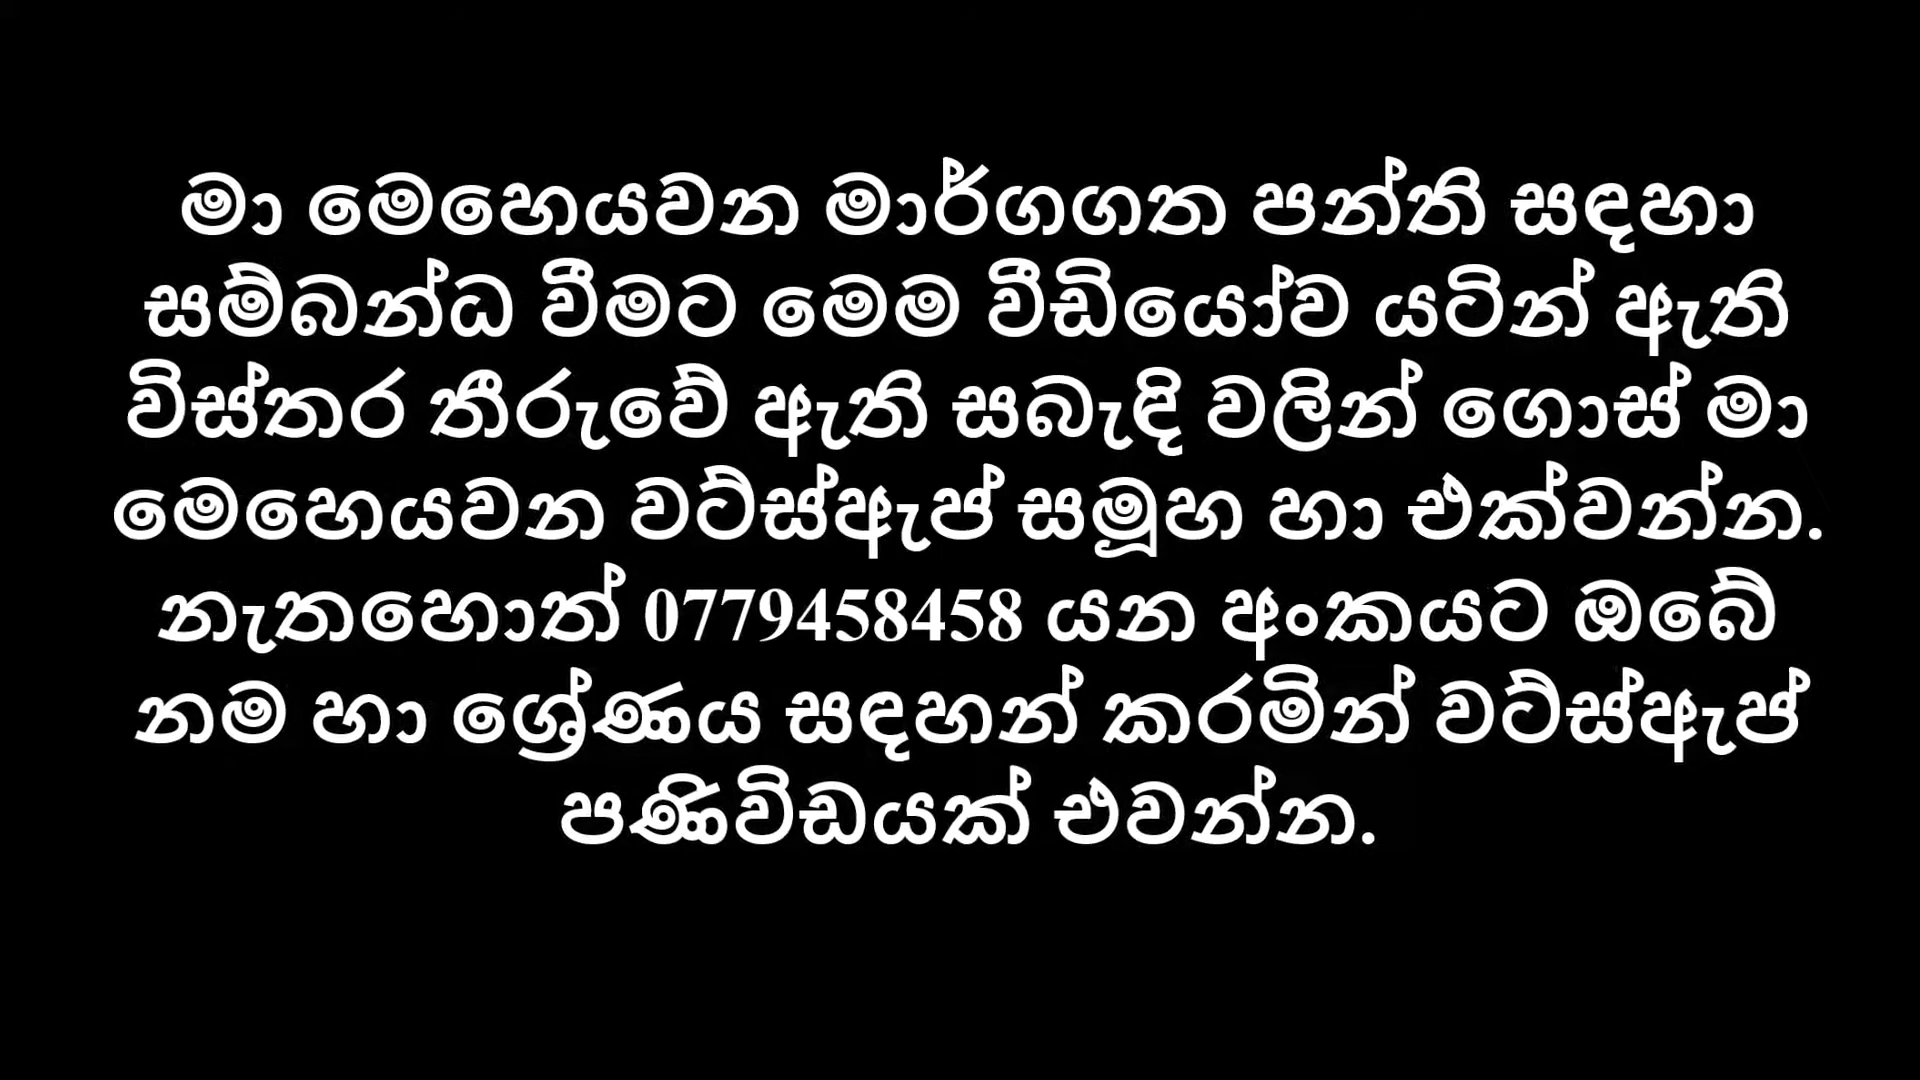 මා මෙහෙයවන මාර්ගගත පන්ති සඳහා
සම්බන්ධ වීමට මෙම වීඩියෝව යටින් ඇති
විස්තර තීරුවේ ඇති සබැඳි වලින් ගොස් මා
මෙහෙයවන වට්ස්ඇප් සමූහ හා එක්වන්න.
නැතහොත් 0779458458 යන අංකයට ඔබේ
නම හා ශ්‍රේණය සඳහන් කරමින් වට්ස්ඇප්
පණිවිඩයක් එවන්න.